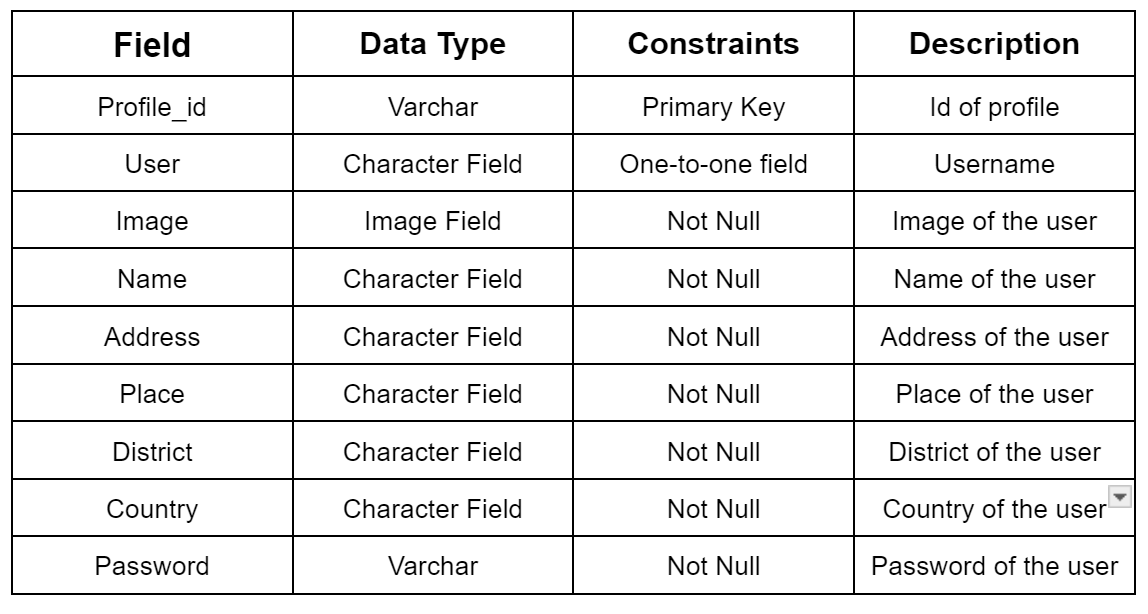 Field Data Type Constraints Description
Profile_id Varchar Primary Key Id of profile
User Character Field One-to-one field Username
Image Image Field Not Null Image of the user
Name Character Field Not Null Name of the user
Address Character Field Not Null Address of the user
Place Character Field Not Null Place of the user
District Character Field Not Null District of the user
Country Character Field Not Null Country of the user
Password Varchar Not Null Password of the user